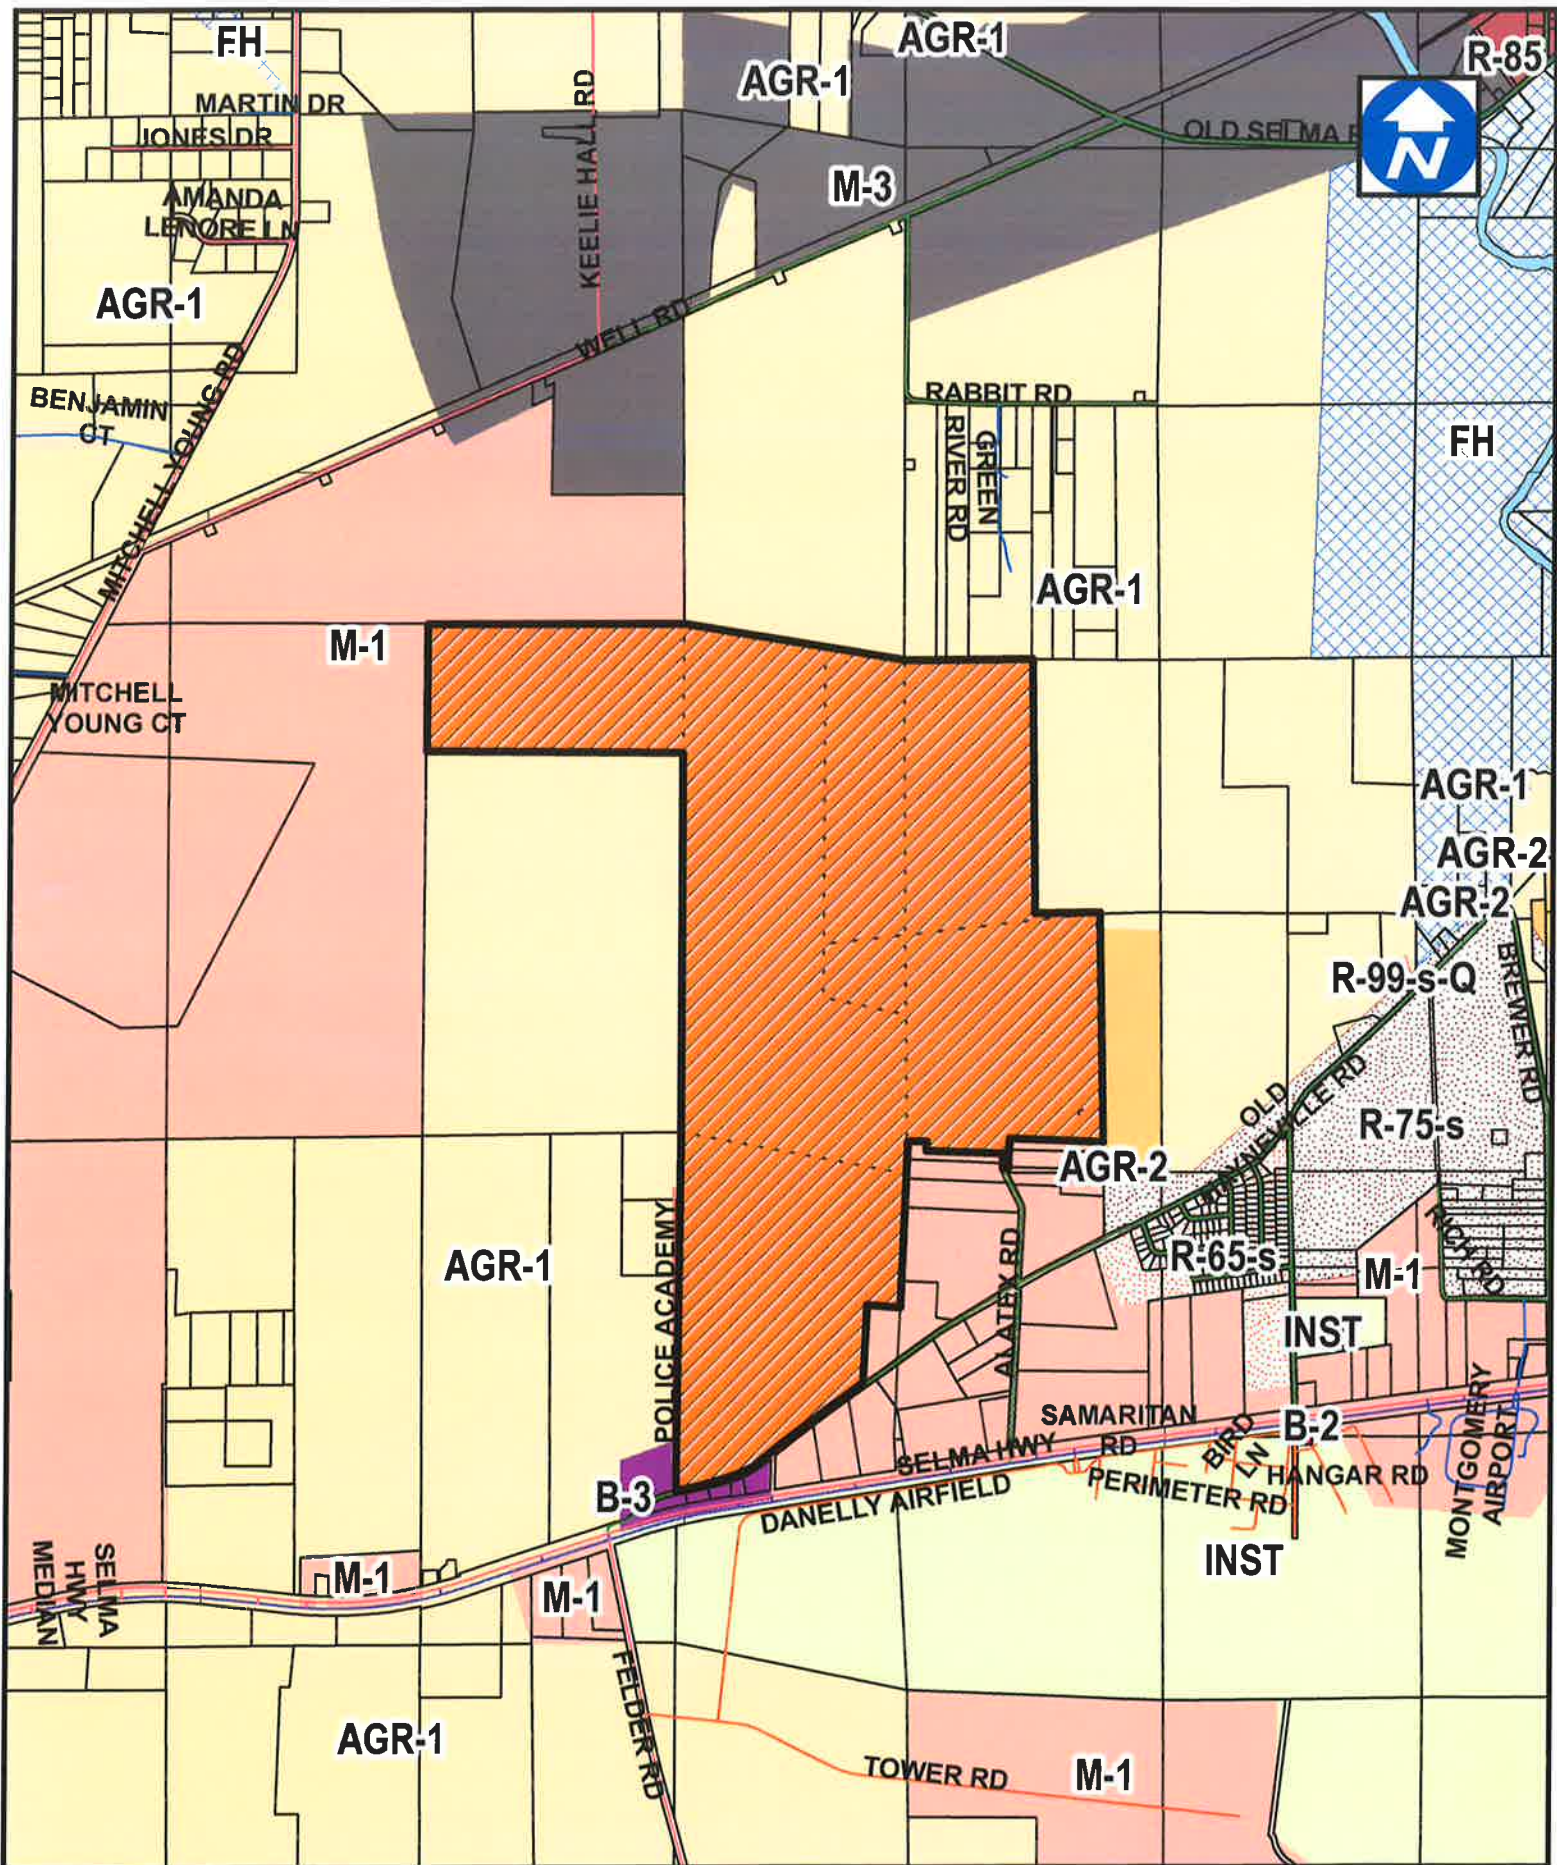 FH
AGR-1
AGR-1
R-85
MARTIN DR
JONES DR
KEELIE HALL RD
OLD SELMA
N
M-3
AMANDA
LENORE LN
AGR-1
WELL RD
MITCHELL YOUNG RD
BENJAMIN
CT
RABBIT RD
GREEN
RIVER RD
FH
AGR-1
M-1
MITCHELL
YOUNG CT
AGR-1
AGR-2
AGR-2
R-99-s-Q
BREWER RD
OLD
HAYNEVILLE RD
R-75-s
AGR-2
POLICE ACADEMY
AGR-1
ALATEX RD
R-65-s
RICH RD
M-1
INST
SAMARITAN
RD
B-2
BIRD
LN
SELMA HWY
HANGAR RD
PERIMETER RD
MONTGOMERY
AIRPORT
B-3
DANELLY AIRFIELD
INST
SELMA
HWY
MEDIAN
M-1
M-1
FELDER RD
AGR-1
TOWER RD
M-1